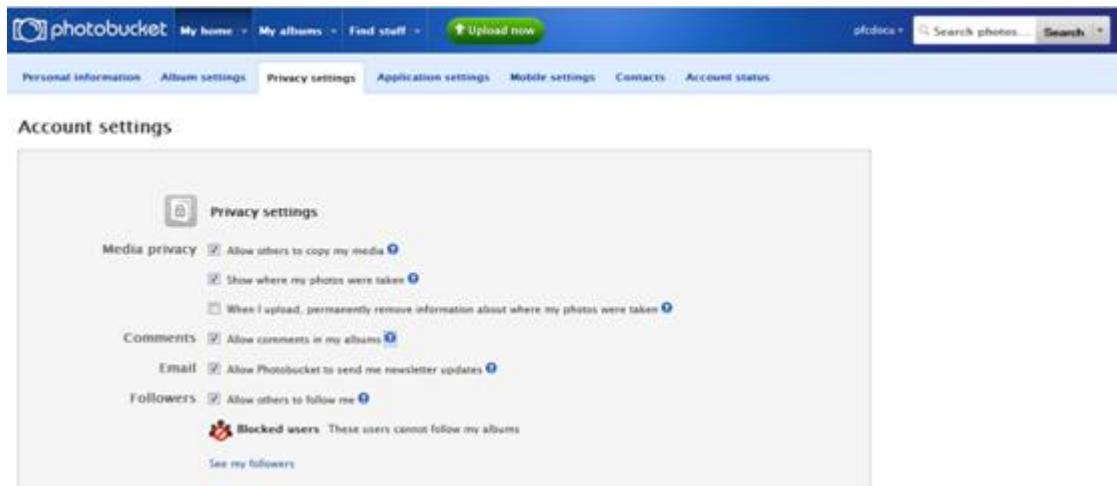 photobucket My home My albums Find stuff Upload now pfcdocs Search photos... Search
Personal information Album settings Privacy settings Application settings Mobile settings Contacts Account status
Account settings
Privacy settings
Media privacy Allow others to copy my media ?
Show where my photos were taken ?
When I upload, permanently remove information about where my photos were taken ?
Comments Allow comments in my albums ?
Email Allow Photobucket to send me newsletter updates ?
Followers Allow others to follow me ?
Blocked users These users cannot follow my albums
See my followers